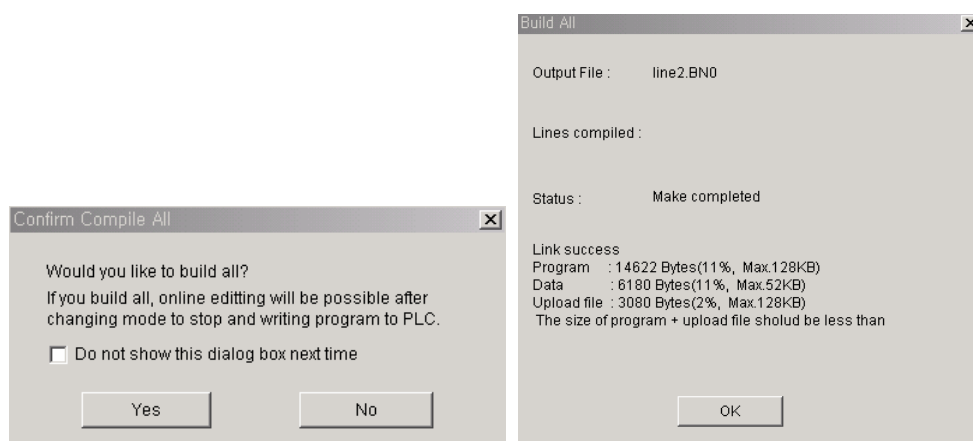 Confirm Compile All
Would you like to build all?
If you build all, online editting will be possible after
changing mode to stop and writing program to PLC.
Do not show this dialog box next time
Yes
No
Build All
Output File :
line2.BN0
Lines compiled :
Status :
Make completed
Link success
Program : 14622 Bytes(11%, Max.128KB)
Data : 6180 Bytes(11%, Max.52KB)
Upload file : 3080 Bytes(2%, Max.128KB)
The size of program + upload file sholud be less than
OK